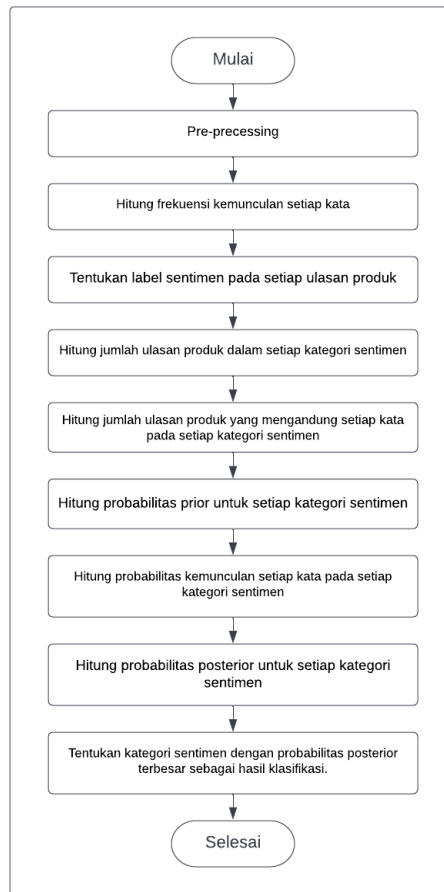 Mulai
Pre-precessing
Hitung frekuensi kemunculan setiap kata
Tentukan label sentimen pada setiap ulasan produk
Hitung jumlah ulasan produk dalam setiap kategori sentimen
Hitung jumlah ulasan produk yang mengandung setiap kata
pada setiap kategori sentimen
Hitung probabilitas prior untuk setiap kategori sentimen
Hitung probabilitas kemunculan setiap kata pada setiap
kategori sentimen
Hitung probabilitas posterior untuk setiap kategori
sentimen
Tentukan kategori sentimen dengan probabilitas posterior
terbesar sebagai hasil klasifikasi.
Selesai